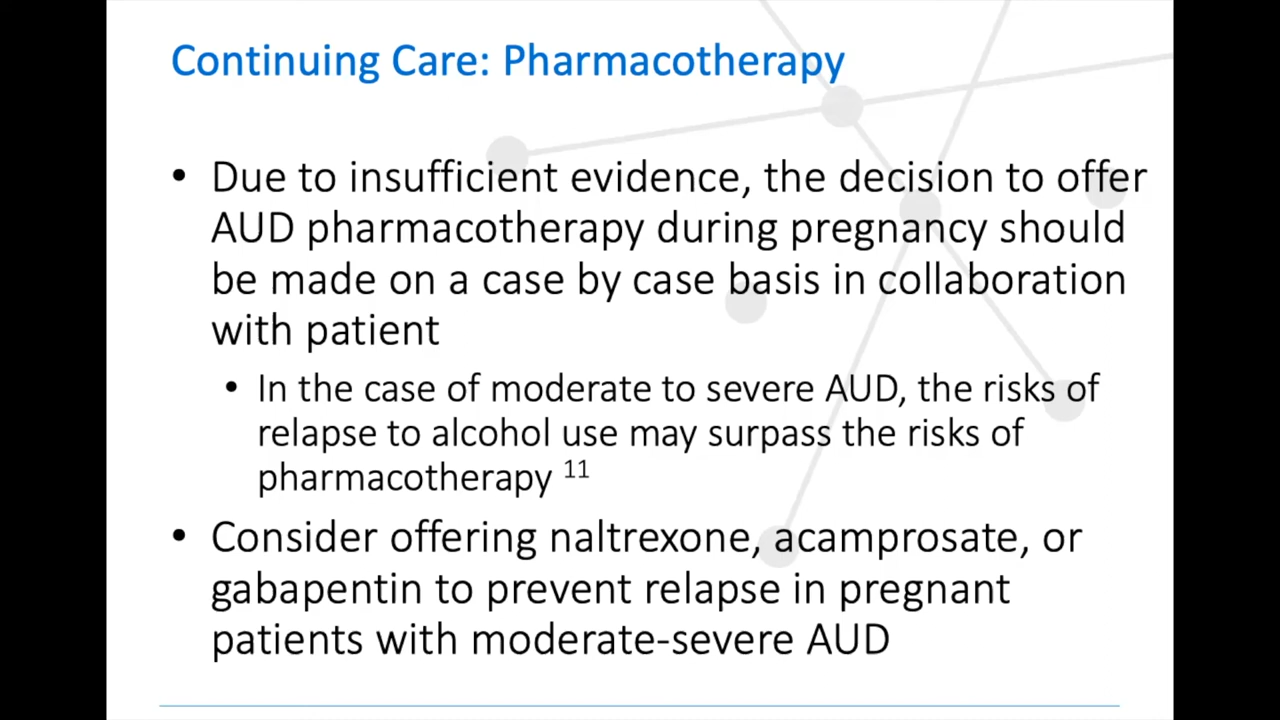 Continuing Care: Pharmacotherapy
• Due to insufficient evidence, the decision to offer
AUD pharmacotherapy during pregnancy should
be made on a case by case basis in collaboration
with patient
• In the case of moderate to severe AUD, the risks of
relapse to alcohol use may surpass the risks of
pharmacotherapy 11
• Consider offering naltrexone, acamprosate, or
gabapentin to prevent relapse in pregnant
patients with moderate-severe AUD